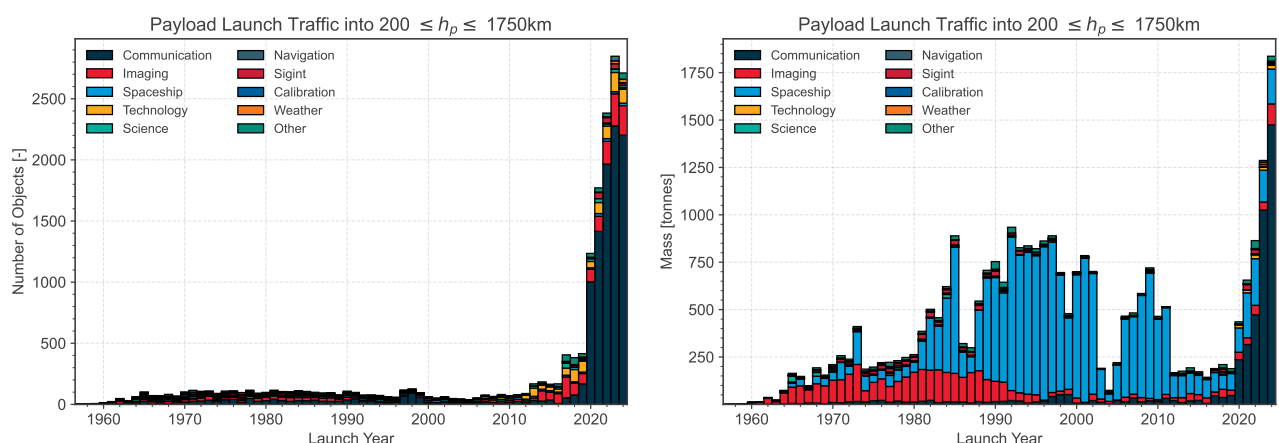 Payload Launch Traffic into 200 ≤ hₚ ≤ 1750km
Number of Objects [-]
2500
2000
1500
1000
500
0
Communication
Imaging
Spaceship
Technology
Science
Navigation
Sigint
Calibration
Weather
Other
1960 1970 1980 1990 2000 2010 2020
Launch Year
Payload Launch Traffic into 200 ≤ hₚ ≤ 1750km
Mass [tonnes]
1750
1500
1250
1000
750
500
250
Communication
Imaging
Spaceship
Technology
Science
Navigation
Sigint
Calibration
Weather
Other
1960 1970 1980 1990 2000 2010 2020
Launch Year